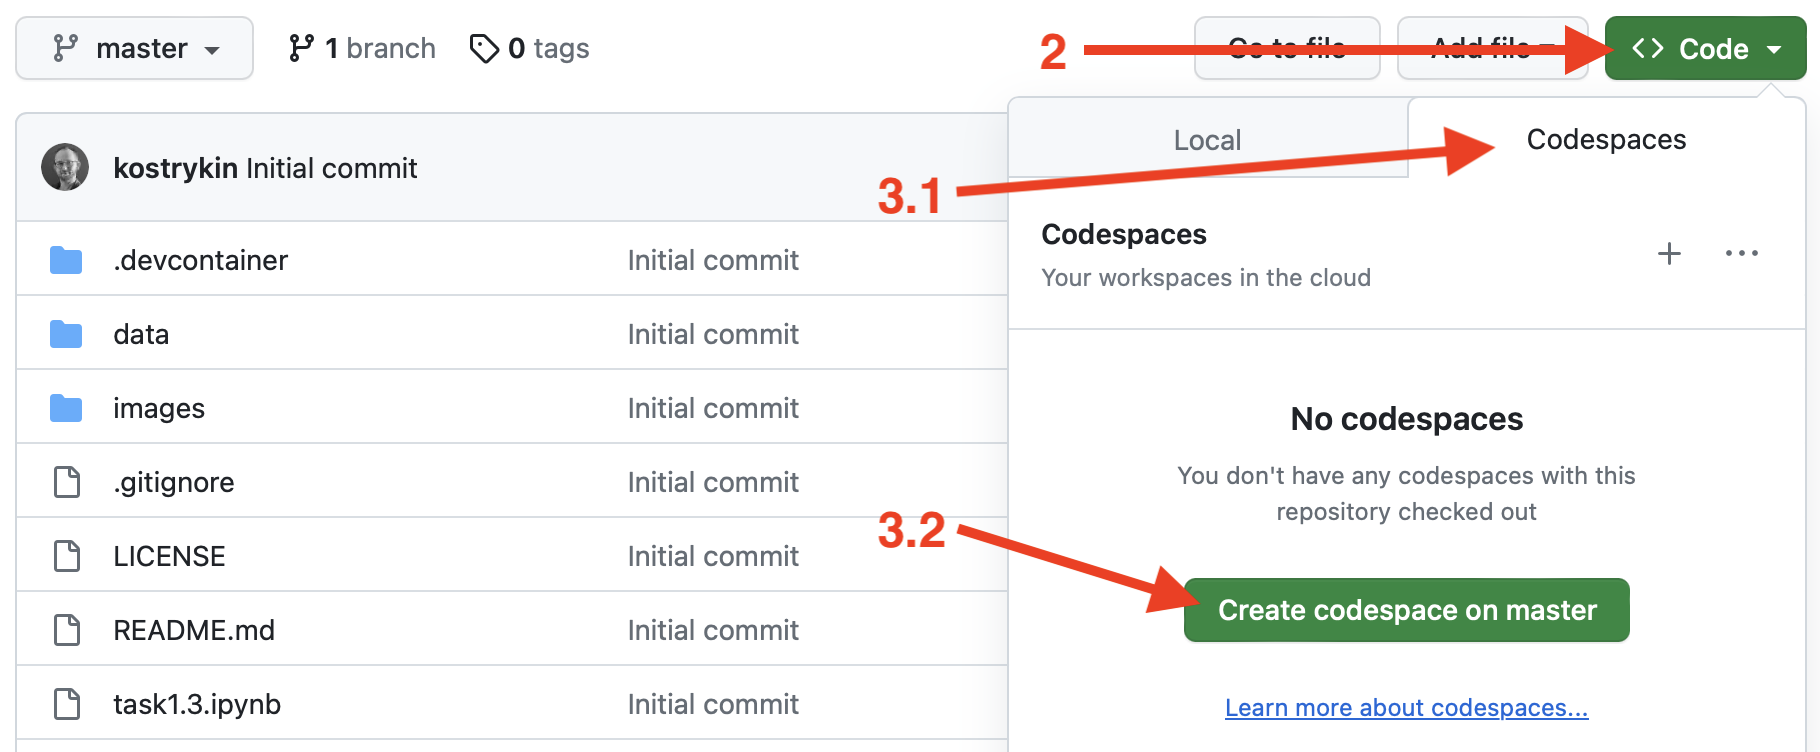 master 1 branch 0 tags 2 Go to file Add file Code
Local Codespaces
kostrykin Initial commit
3.1
Codespaces
Your workspaces in the cloud
.devcontainer Initial commit
data Initial commit
images Initial commit
No codespaces
You don't have any codespaces with this
repository checked out
.gitignore Initial commit
3.2
LICENSE Initial commit
Create codespace on master
README.md Initial commit
task1.3.ipynb Initial commit
Learn more about codespaces...